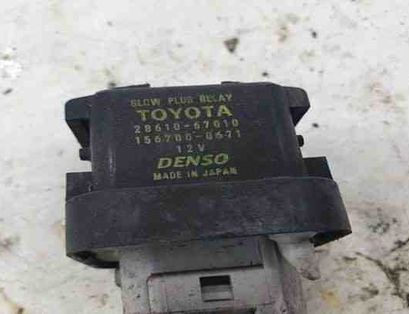 GLOW PLUG RELAY
TOYOTA
28610-67010
156700-0671
12V
DENSO
MADE IN JAPAN